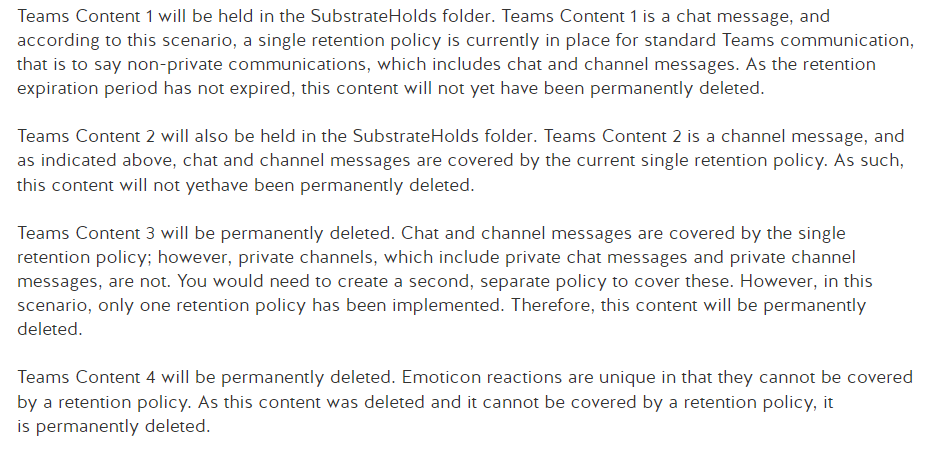 Teams Content 1 will be held in the SubstrateHolds folder. Teams Content 1 is a chat message, and
according to this scenario, a single retention policy is currently in place for standard Teams communication,
that is to say non-private communications, which includes chat and channel messages. As the retention
expiration period has not expired, this content will not yet have been permanently deleted.
Teams Content 2 will also be held in the SubstrateHolds folder. Teams Content 2 is a channel message, and
as indicated above, chat and channel messages are covered by the current single retention policy. As such,
this content will not yethave been permanently deleted.
Teams Content 3 will be permanently deleted. Chat and channel messages are covered by the single
retention policy; however, private channels, which include private chat messages and private channel
messages, are not. You would need to create a second, separate policy to cover these. However, in this
scenario, only one retention policy has been implemented. Therefore, this content will be permanently
deleted.
Teams Content 4 will be permanently deleted. Emoticon reactions are unique in that they cannot be covered
by a retention policy. As this content was deleted and it cannot be covered by a retention policy, it
is permanently deleted.